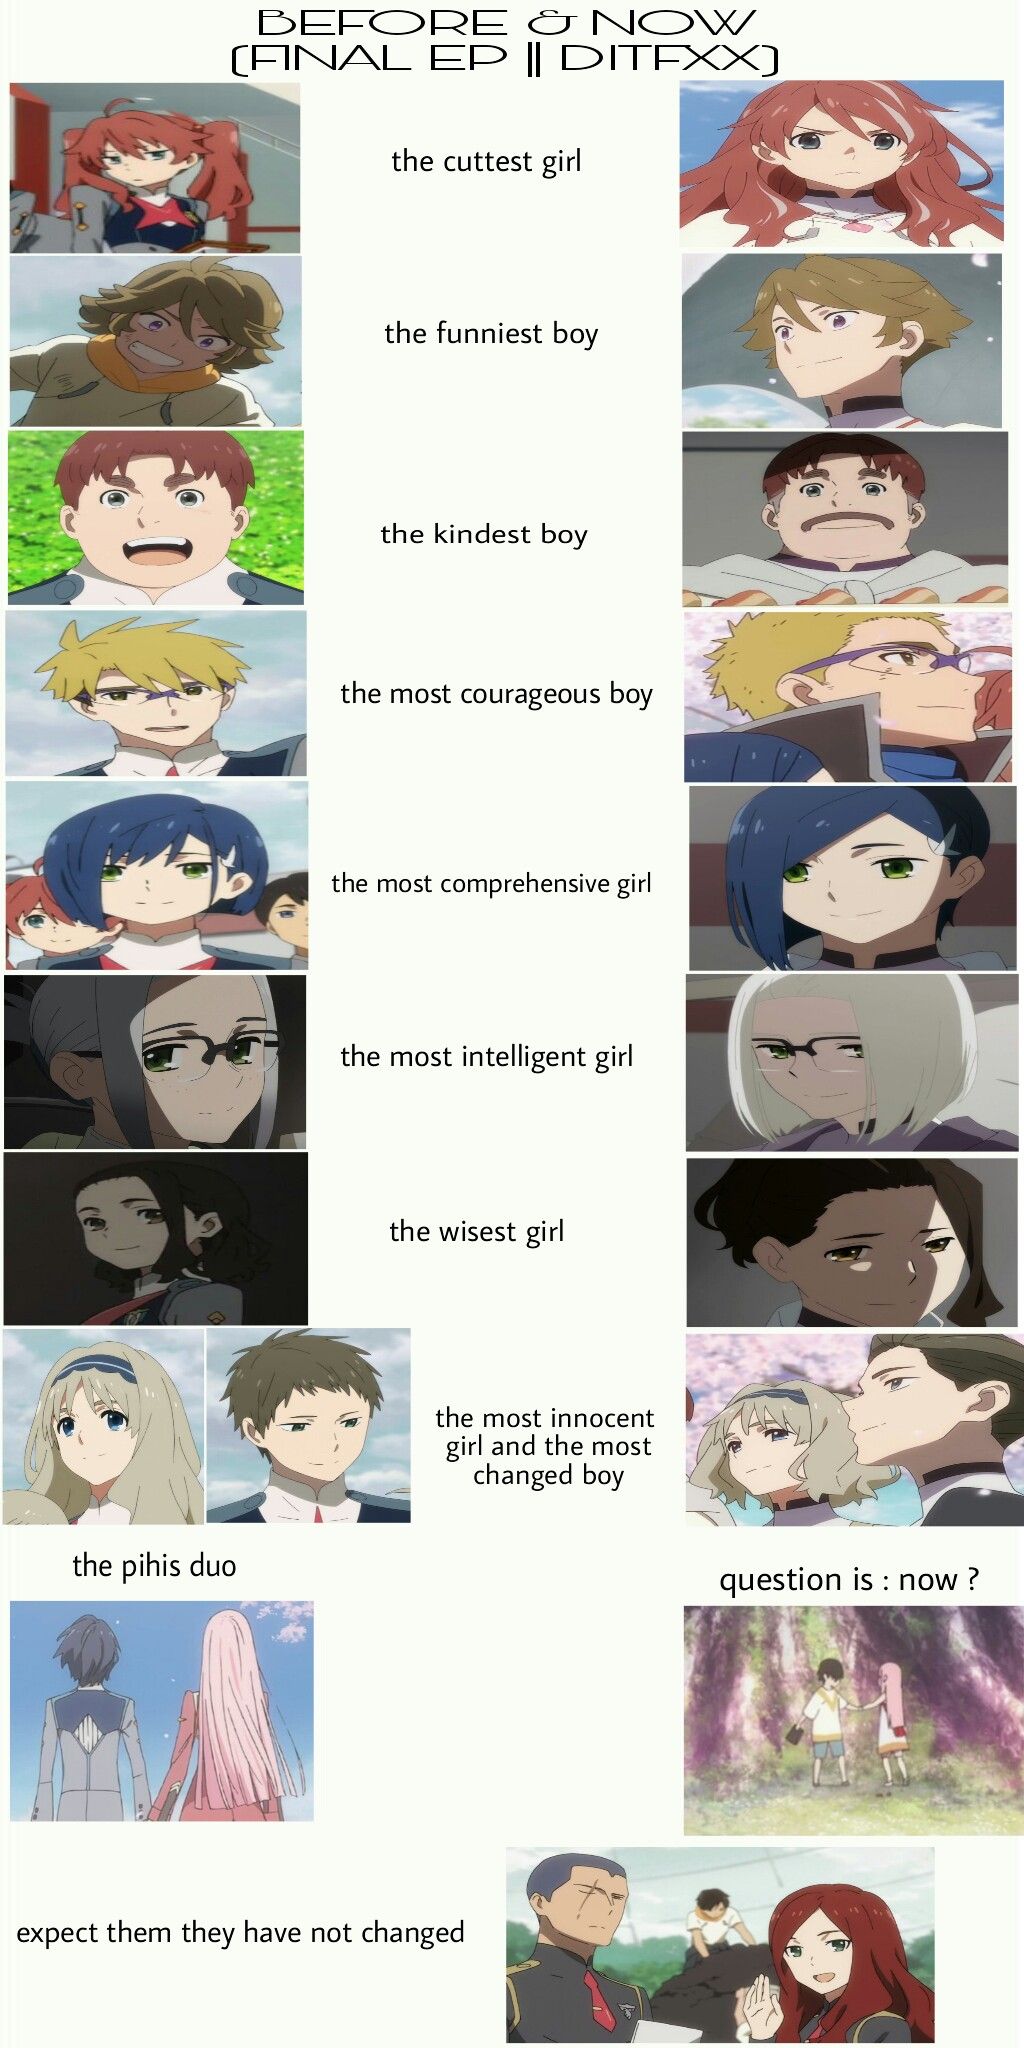 BEFORE & NOW
(FINAL EP || DITFXX)
the cuttest girl
the funniest boy
the kindest boy
the most courageous boy
the most comprehensive girl
the most intelligent girl
the wisest girl
the most innocent
girl and the most
changed boy
the pihis duo
question is : now ?
expect them they have not changed